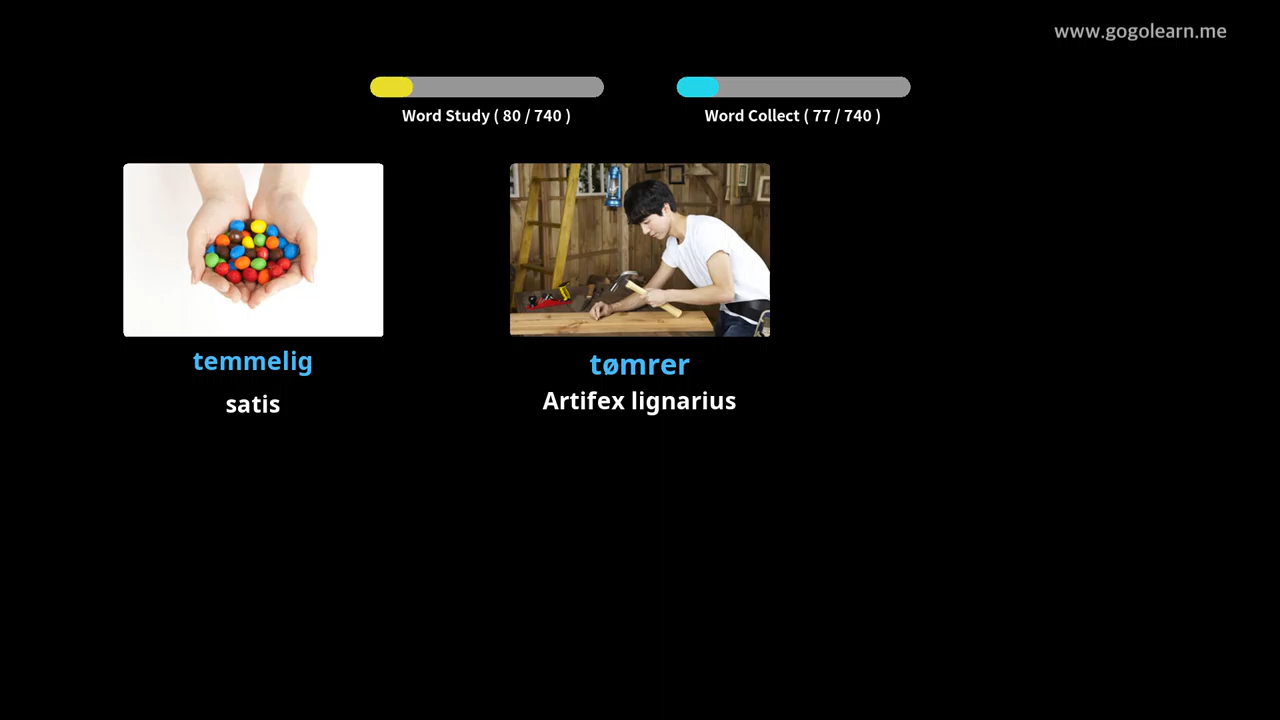 www.gogolearn.me
Word Study ( 80 / 740 )
Word Collect ( 77 / 740 )
temmelig
satis
tømrer
Artifex lignarius